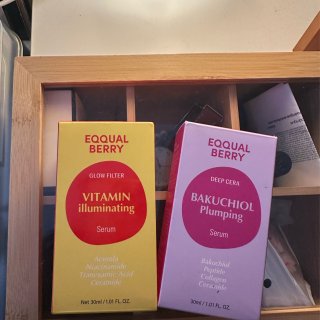 EQQUAL
BERRY
GLOW FILTER
VITAMIN
illuminating
Serum
Acerola
Niacinamide
Tranexamic Acid
Ceramide
Net 30ml / 1.01 FL. OZ.
EQQUAL
BERRY
DEEP CERA
BAKUCHIOL
Plumping
Serum
Bakuchiol
Peptide
Collagen
Ceramide
30ml / 1.01 FL. OZ.